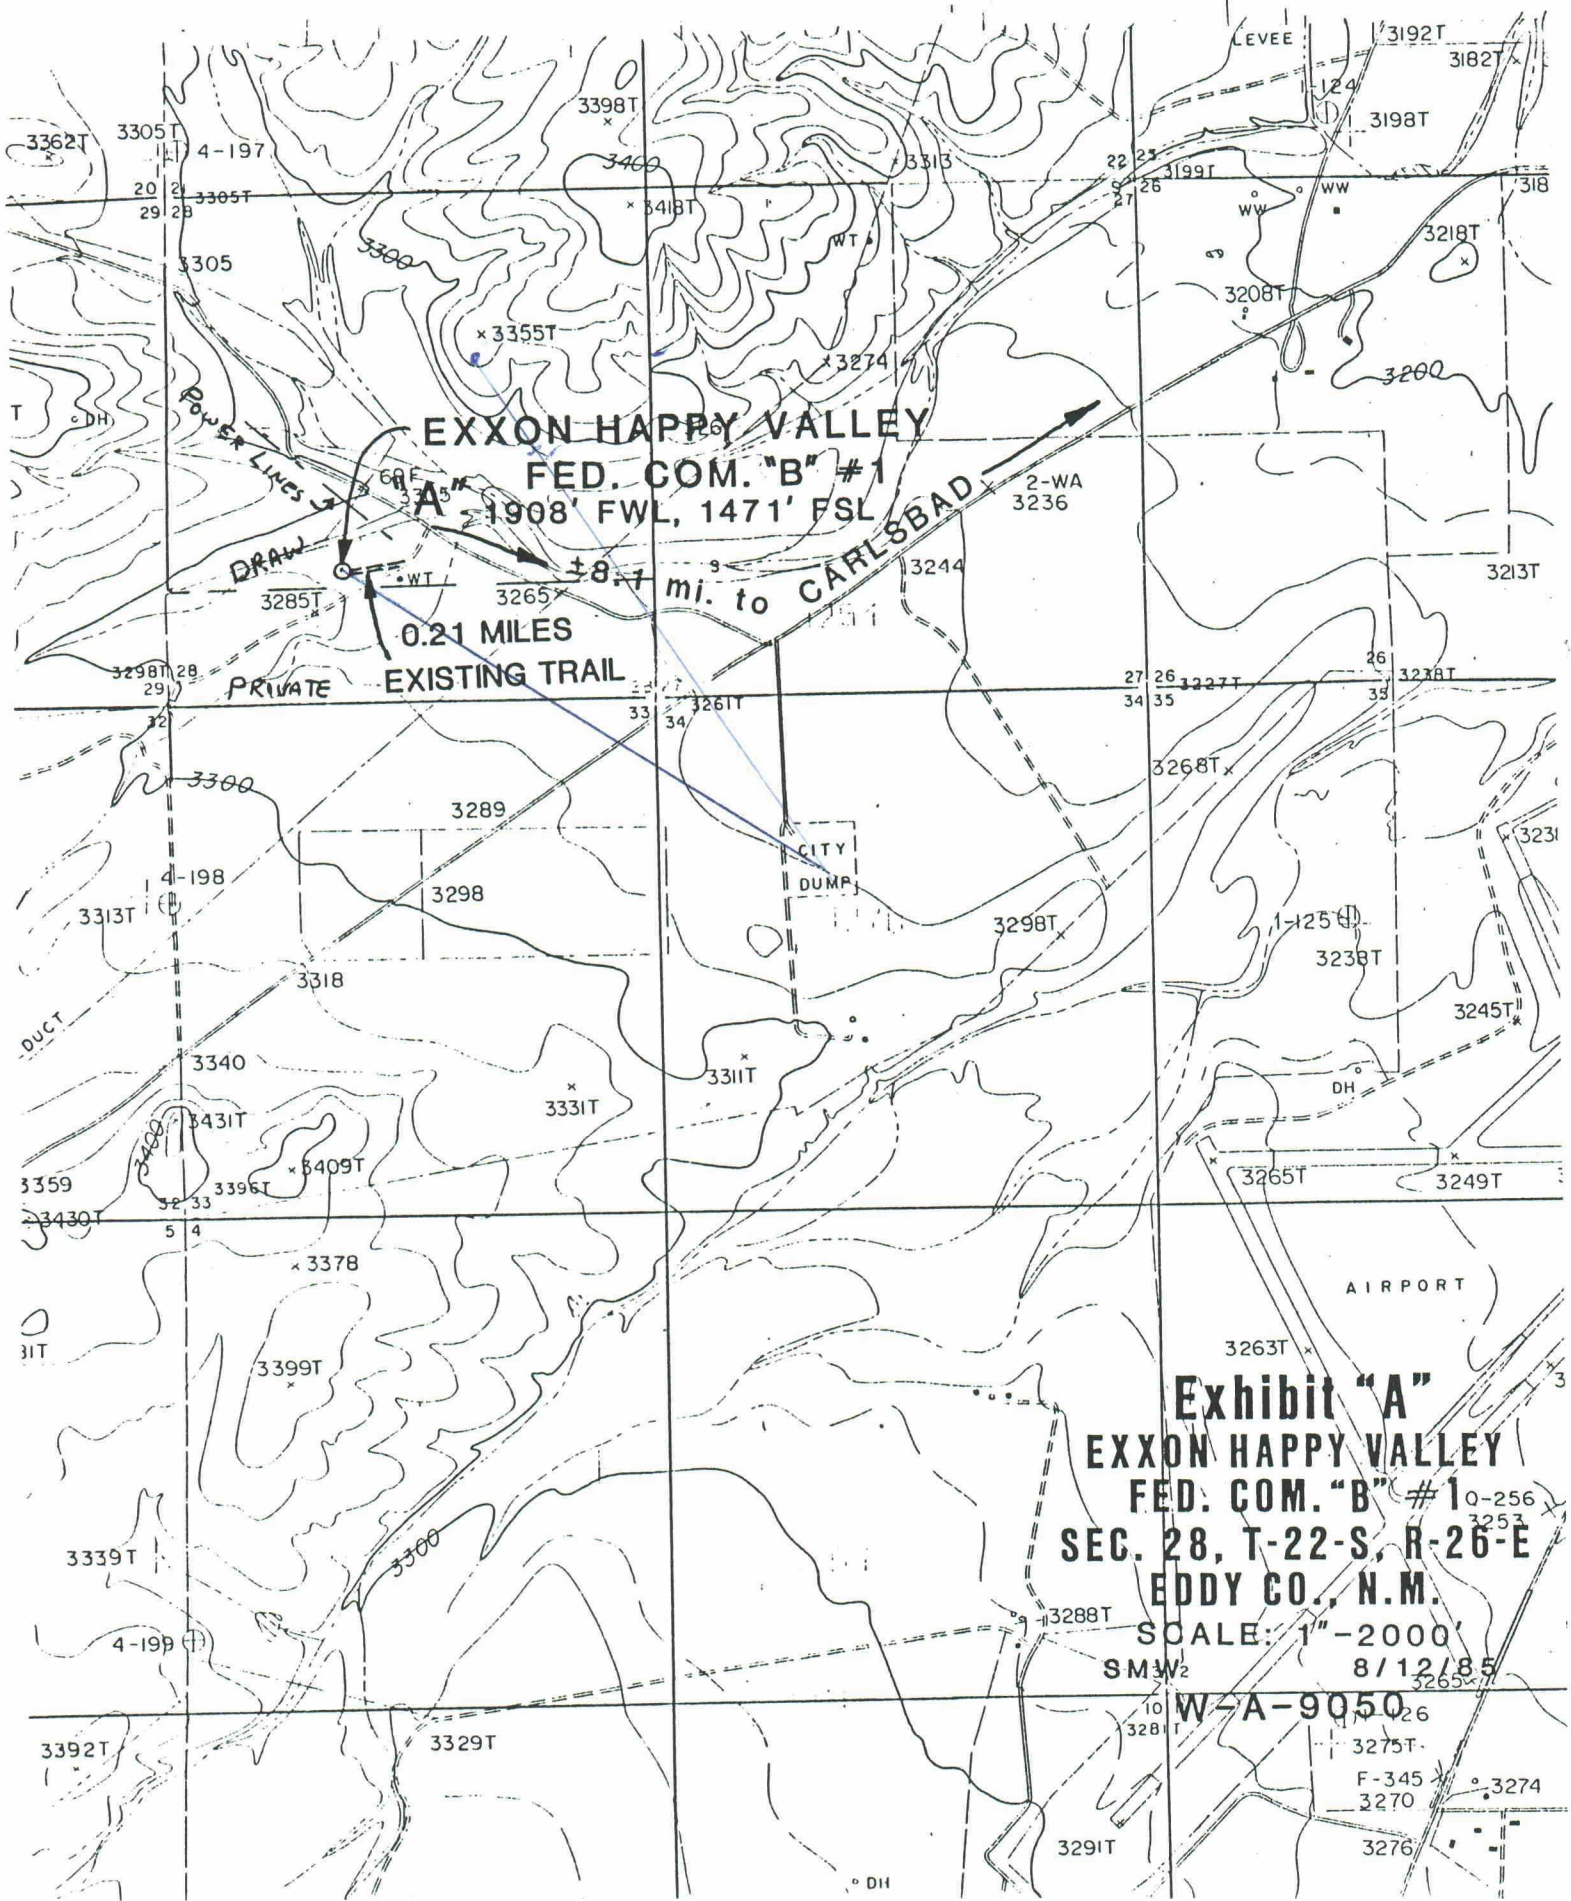 LEVEE
3192T
3182T
3398T
1-124
3198T
3362T
3305T
4-197
3400
3313
22 23
3199T
20 21
3305T
26
27
WW
318
29 28
3418T
WW
WT
3218T
3300
3305
3208T
3355T
3274
3200
T
DH
POWER LINES
EXXON HAPPY VALLEY
FED. COM. "B" #1
"A"
1908' FWL, 1471' FSL
2-WA
3236
DRAW
WT
±8.1 mi. to CARLSBAD
3244
3213T
3285T
3265
0.21 MILES
EXISTING TRAIL
3298T 28
29
PRIVATE
32
33 34
3261T
27 26
3227T
34 35
26
3238T
35
3268T
3300
3289
CITY
DUMP
4-198
3298
3313T
3298T
1-125
3238T
3318
3245T
DUCT
3340
3311T
3331T
DH
3431T
3400
3409T
3396T
3359
32 33
3430T
5 4
3265T
3249T
3378
AIRPORT
31T
3263T
3399T
Exhibit "A"
EXXON HAPPY VALLEY
FED. COM. "B" #1
Q-256
3253
SEC. 28, T-22-S, R-26-E
EDDY CO., N.M.
3339T
3300
4-199
3288T
SCALE: 1"-2000'
SMW
8/12/85
3265
10
W-A-9050
3281T
3392T
3329T
3275T
F-345
3270
3274
3291T
3276
DH